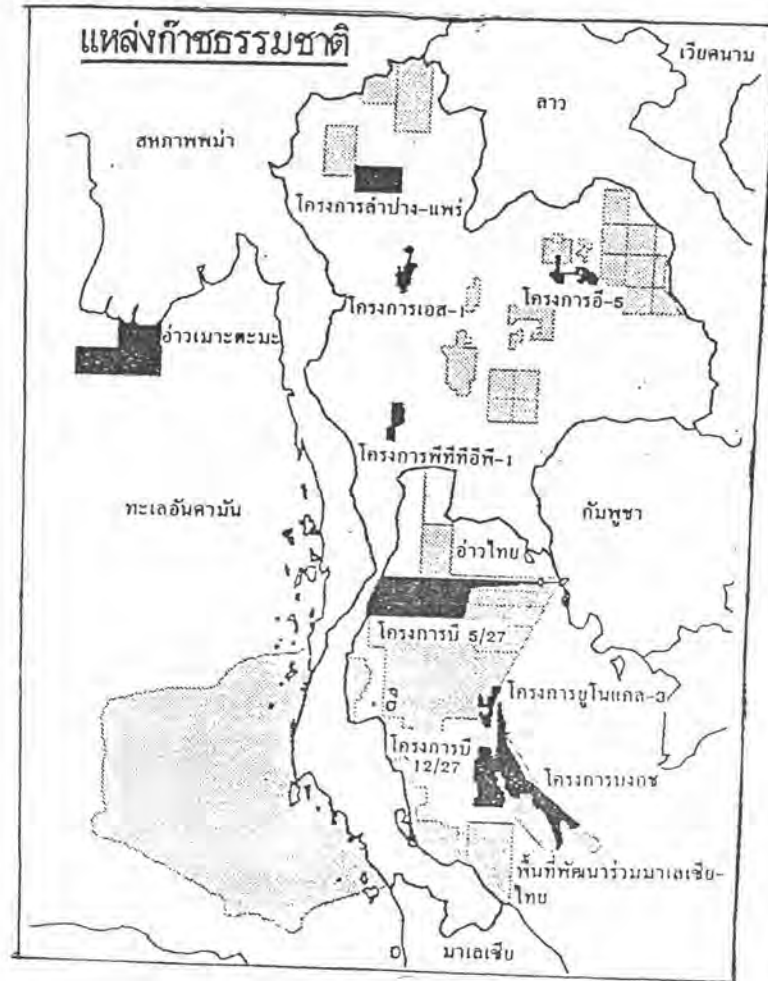 แหล่งก๊าซธรรมชาติ
เวียดนาม
ลาว
สหภาพพม่า
โครงการลำปาง-แพร่
โครงการเอส-1
โครงการอี-5
อ่าวเมาะตะมะ
โครงการพีทีทีอีพี-1
ทะเลอันดามัน
กัมพูชา
อ่าวไทย
โครงการบี 5/27
โครงการยูโนแคล-3
โครงการบี
12/27
โครงการบงกช
พื้นที่พัฒนาร่วมมาเลเซีย-
ไทย
มาเลเซีย